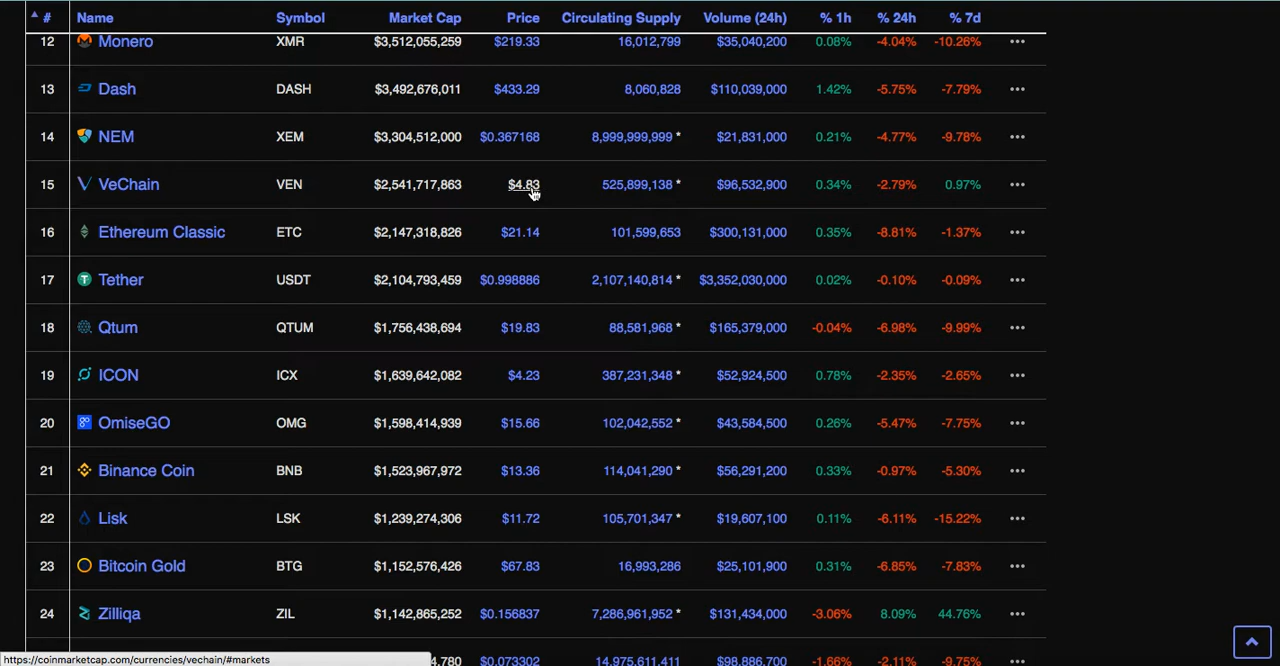 # Name Symbol Market Cap Price Circulating Supply Volume (24h) % 1h % 24h % 7d
12 Monero XMR $3,512,055,259 $219.33 16,012,799 $35,040,200 0.08% -4.04% -10.26% •••
13 Dash DASH $3,492,676,011 $433.29 8,060,828 $110,039,000 1.42% -5.75% -7.79% •••
14 NEM XEM $3,304,512,000 $0.367168 8,999,999,999 * $21,831,000 0.21% -4.77% -9.78% •••
15 VeChain VEN $2,541,717,863 $4.83 525,899,138 * $96,532,900 0.34% -2.79% 0.97% •••
16 Ethereum Classic ETC $2,147,318,826 $21.14 101,599,653 $300,131,000 0.35% -8.81% -1.37% •••
17 Tether USDT $2,104,793,459 $0.998886 2,107,140,814 * $3,352,030,000 0.02% -0.10% -0.09% •••
18 Qtum QTUM $1,756,438,694 $19.83 88,581,968 * $165,379,000 -0.04% -6.98% -9.99% •••
19 ICON ICX $1,639,642,082 $4.23 387,231,348 * $52,924,500 0.78% -2.35% -2.65% •••
20 OmiseGO OMG $1,598,414,939 $15.66 102,042,552 * $43,584,500 0.26% -5.47% -7.75% •••
21 Binance Coin BNB $1,523,967,972 $13.36 114,041,290 * $56,291,200 0.33% -0.97% -5.30% •••
22 Lisk LSK $1,239,274,306 $11.72 105,701,347 * $19,607,100 0.11% -6.11% -15.22% •••
23 Bitcoin Gold BTG $1,152,576,426 $67.83 16,993,286 $25,101,900 0.31% -6.85% -7.83% •••
24 Zilliqa ZIL $1,142,865,252 $0.156837 7,286,961,952 * $131,434,000 -3.06% 8.09% 44.76% •••
4.780 $0.073302 14,975,611,411 $98,886,700 -1.66% -2.11% -9.75% •••
https://coinmarketcap.com/currencies/vechain/#markets